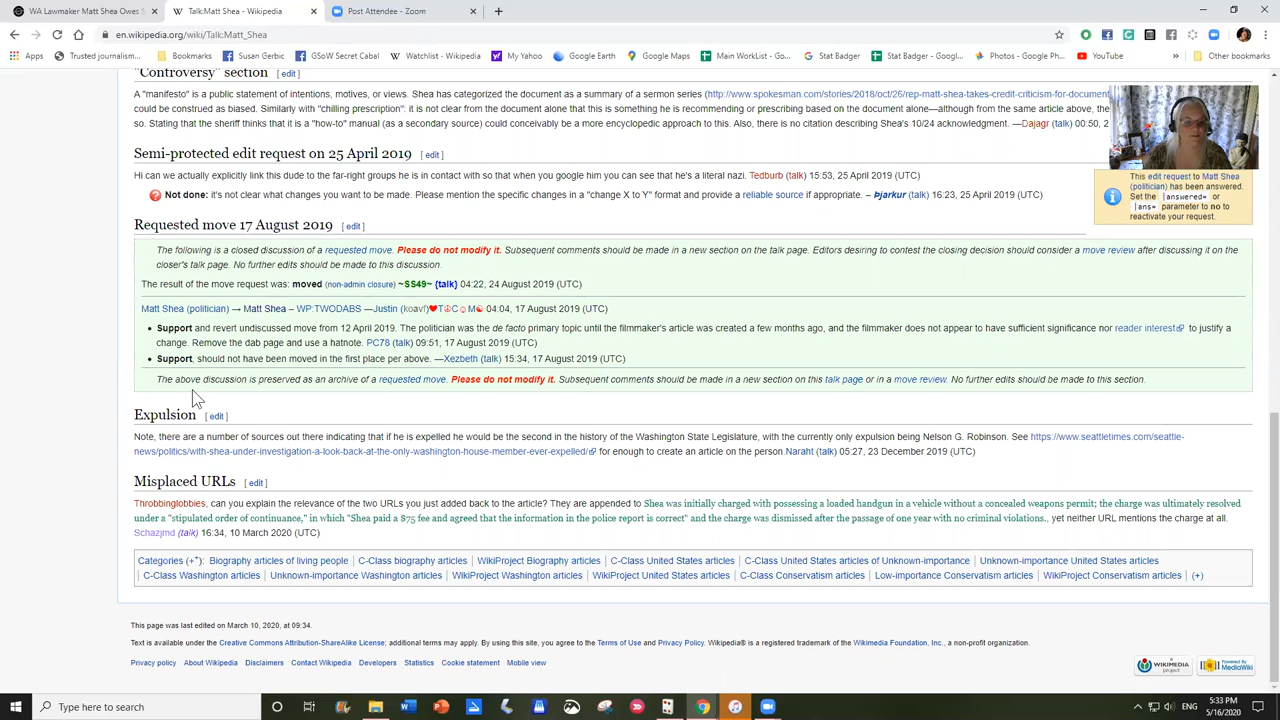 WA Lawmaker Matt Shea Owes S
Talk:Matt Shea - Wikipedia
Post Attendee - Zoom
en.wikipedia.org/wiki/Talk:Matt_Shea
Apps
Trusted journalism S
Bookmarks
Susan Gerbic
GSoW Secret Cabal
Watchlist - Wikipedia
My Yahoo
Google Earth
Google Maps
Main WorkList - Go...
Stat Badger
Stat Badger - Googl...
Photos - Google Ph...
YouTube
Other bookmarks
"Controversy" section [ edit ]
A "manifesto" is a public statement of intentions, motives, or views. Shea has categorized the document as a summary of a sermon series (http://www.spokesman.com/stories/2018/oct/26/rep-matt-shea-takes-credit-criticism-for-document
could be construed as biased. Similarly with "chilling prescription": it is not clear from the document alone that this is something he is recommending or prescribing based on the document alone—although from the same article above, the
so. Stating that the sheriff thinks that it is a "how-to" manual (as a secondary source) could conceivably be a more encyclopedic approach to this. Also, there is no citation describing Shea's 10/24 acknowledgment. —Dajagr (talk) 00:50, 2
Semi-protected edit request on 25 April 2019 [ edit ]
Hi can we actually explicitly link this dude to the far-right groups he is in contact with so that when you google him you can see that he's a literal nazi. Tedburb (talk) 15:53, 25 April 2019 (UTC)
Not done: it's not clear what changes you want to be made. Please mention the specific changes in a "change X to Y" format and provide a reliable source if appropriate. – Þjarkur (talk) 16:23, 25 April 2019 (UTC)
This edit request to Matt Shea
(politician) has been answered.
Set the |answered= or
|ans= parameter to no to
reactivate your request.
Requested move 17 August 2019 [ edit ]
The following is a closed discussion of a requested move. Please do not modify it. Subsequent comments should be made in a new section on the talk page. Editors desiring to contest the closing decision should consider a move review after discussing it on the
closer's talk page. No further edits should be made to this discussion.
The result of the move request was: moved (non-admin closure) ~SS49~ {talk} 04:22, 24 August 2019 (UTC)
Matt Shea (politician) → Matt Shea – WP:TWODABS —Justin (koavf)❤T☮C☺M☯ 04:04, 17 August 2019 (UTC)
• Support and revert undiscussed move from 12 April 2019. The politician was the de facto primary topic until the filmmaker's article was created a few months ago, and the filmmaker does not appear to have sufficient significance nor reader interest to justify a
change. Remove the dab page and use a hatnote. PC78 (talk) 09:51, 17 August 2019 (UTC)
• Support, should not have been moved in the first place per above. —Xezbeth (talk) 15:34, 17 August 2019 (UTC)
The above discussion is preserved as an archive of a requested move. Please do not modify it. Subsequent comments should be made in a new section on this talk page or in a move review. No further edits should be made to this section.
Expulsion [ edit ]
Note, there are a number of sources out there indicating that if he is expelled he would be the second in the history of the Washington State Legislature, with the currently only expulsion being Nelson G. Robinson. See https://www.seattletimes.com/seattle-
news/politics/with-shea-under-investigation-a-look-back-at-the-only-washington-house-member-ever-expelled/ for enough to create an article on the person.Naraht (talk) 05:27, 23 December 2019 (UTC)
Misplaced URLs [ edit ]
Throbbinglobbies, can you explain the relevance of the two URLs you just added back to the article? They are appended to Shea was initially charged with possessing a loaded handgun in a vehicle without a concealed weapons permit; the charge was ultimately resolved
under a "stipulated order of continuance," in which "Shea paid a $75 fee and agreed that the information in the police report is correct" and the charge was dismissed after the passage of one year with no criminal violations., yet neither URL mentions the charge at all.
Schazjmd (talk) 16:34, 10 March 2020 (UTC)
Categories (+⁺): Biography articles of living people | C-Class biography articles | WikiProject Biography articles | C-Class United States articles | C-Class United States articles of Unknown-importance | Unknown-importance United States articles
| C-Class Washington articles | Unknown-importance Washington articles | WikiProject Washington articles | WikiProject United States articles | C-Class Conservatism articles | Low-importance Conservatism articles | WikiProject Conservatism articles | (+)
This page was last edited on March 10, 2020, at 09:34.
Text is available under the Creative Commons Attribution-ShareAlike License; additional terms may apply. By using this site, you agree to the Terms of Use and Privacy Policy. Wikipedia® is a registered trademark of the Wikimedia Foundation, Inc., a non-profit organization.
Privacy policy About Wikipedia Disclaimers Contact Wikipedia Developers Statistics Cookie statement Mobile view
WIKIMEDIA project
Powered By MediaWiki
Type here to search
ENG
5:33 PM
5/16/2020